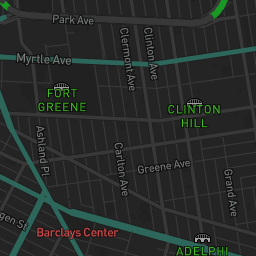 Park Ave
Clermont Ave
Clinton Ave
Myrtle Ave
FORT
GREENE
CLINTON
HILL
Ashland Pl
Carlton Ave
Greene Ave
Grand Ave
Barclays Center
ADELPHI